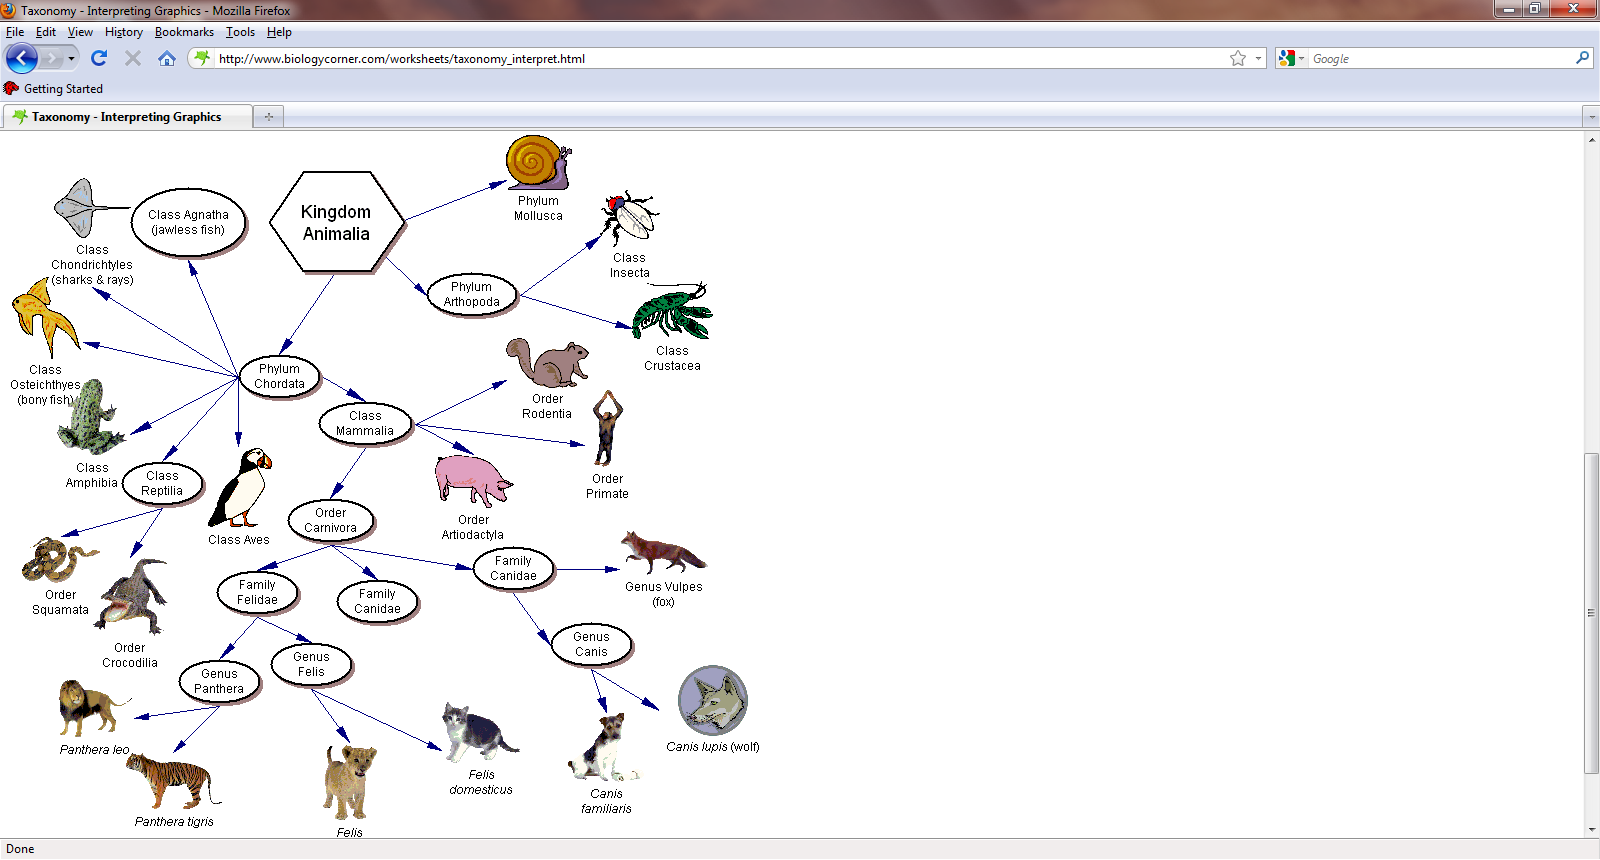 Taxonomy - Interpreting Graphics - Mozilla Firefox
File Edit View History Bookmarks Tools Help
http://www.biologycorner.com/worksheets/taxonomy_interpret.html
Google
Getting Started
Taxonomy - Interpreting Graphics
Kingdom
Animalia
Phylum
Mollusca
Class Agnatha
(jawless fish)
Class
Chondrichtyles
(sharks & rays)
Class
Insecta
Phylum
Arthopoda
Class
Crustacea
Class
Osteichthyes
(bony fish)
Phylum
Chordata
Class
Mammalia
Order
Rodentia
Order
Primate
Class
Amphibia
Class
Reptilia
Class Aves
Order
Carnivora
Order
Artiodactyla
Order
Squamata
Order
Crocodilia
Family
Felidae
Family
Canidae
Family
Canidae
Genus Vulpes
(fox)
Genus
Canis
Genus
Panthera
Genus
Felis
Panthera leo
Panthera tigris
Felis
Felis
domesticus
Canis
familiaris
Canis lupis (wolf)
Done